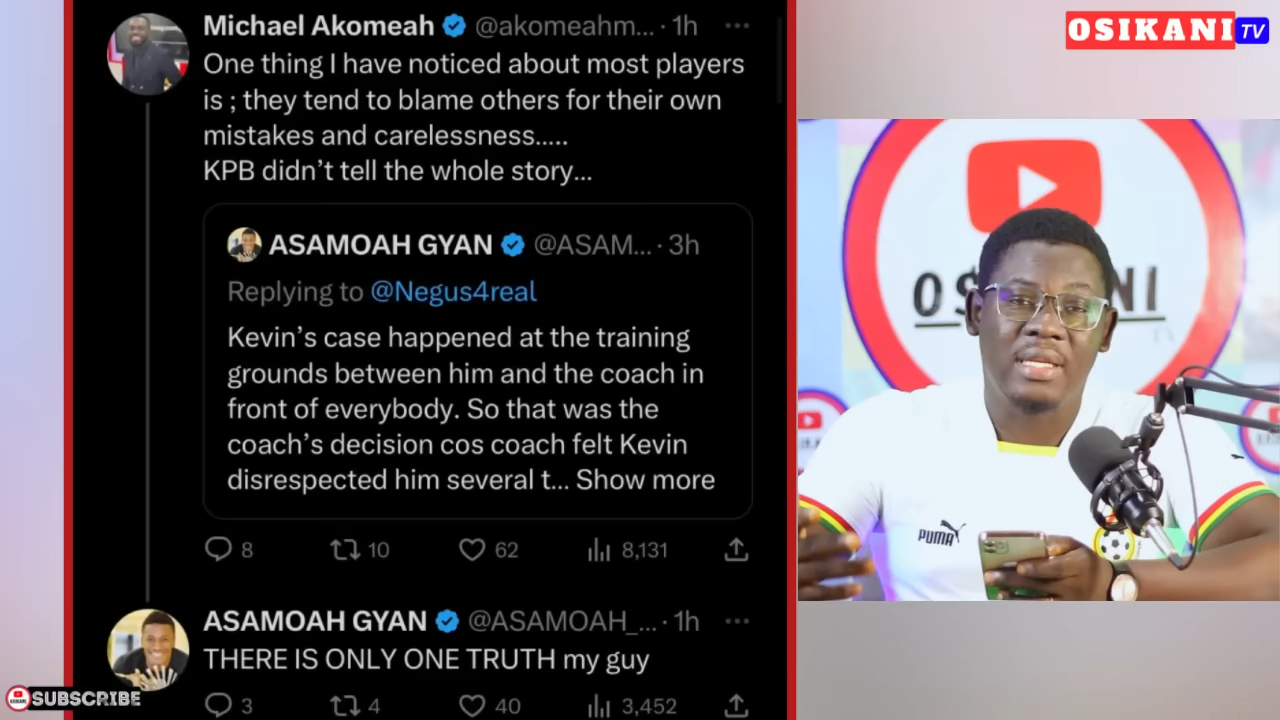 Michael Akomeah @akomeahm... · 1h
One thing I have noticed about most players
is ; they tend to blame others for their own
mistakes and carelessness.....
KPB didn't tell the whole story...
ASAMOAH GYAN @ASAM... · 3h
Replying to @Negus4real
Kevin's case happened at the training
grounds between him and the coach in
front of everybody. So that was the
coach's decision cos coach felt Kevin
disrespected him several t... Show more
8 10 62 8,131
ASAMOAH GYAN @ASAMOAH_... · 1h
THERE IS ONLY ONE TRUTH my guy
3 4 40 3,452
SUBSCRIBE
OSIKANI TV
PUMA